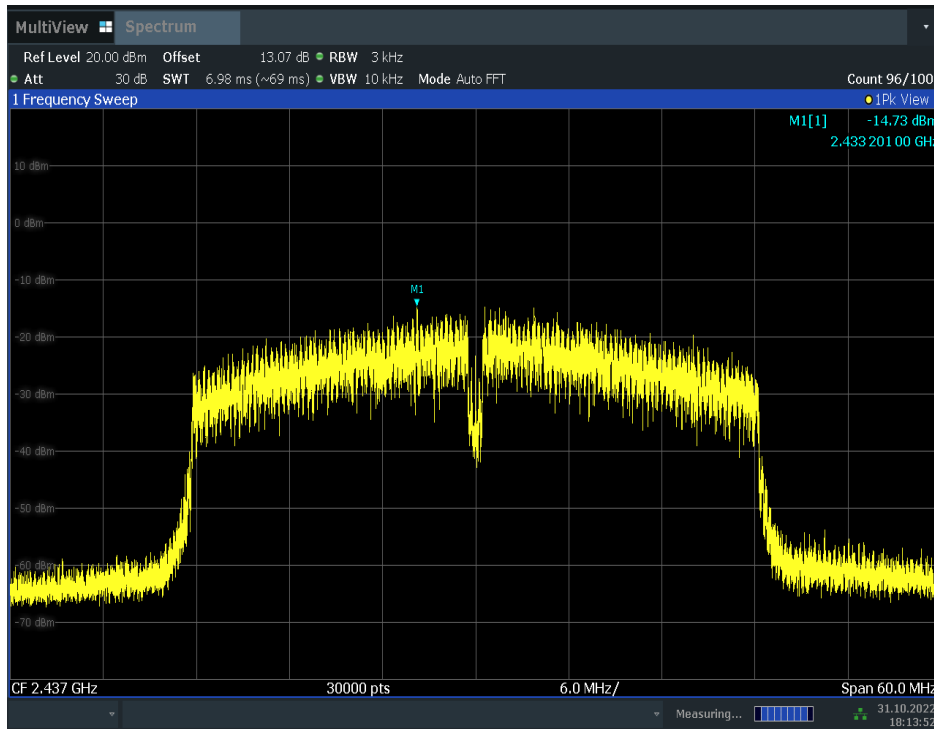 MultiView Spectrum
Ref Level 20.00 dBm Offset 13.07 dB RBW 3 kHz
Att 30 dB SWT 6.98 ms (~69 ms) VBW 10 kHz Mode Auto FFT Count 96/100
1 Frequency Sweep 1Pk View
M1[1] -14.73 dBm
2.433 201 00 GHz
10 dBm
0 dBm
-10 dBm
M1
-20 dBm
-30 dBm
-40 dBm
-50 dBm
-60 dBm
-70 dBm
CF 2.437 GHz 30000 pts 6.0 MHz/ Span 60.0 MHz
Measuring... 31.10.2022
18:13:52